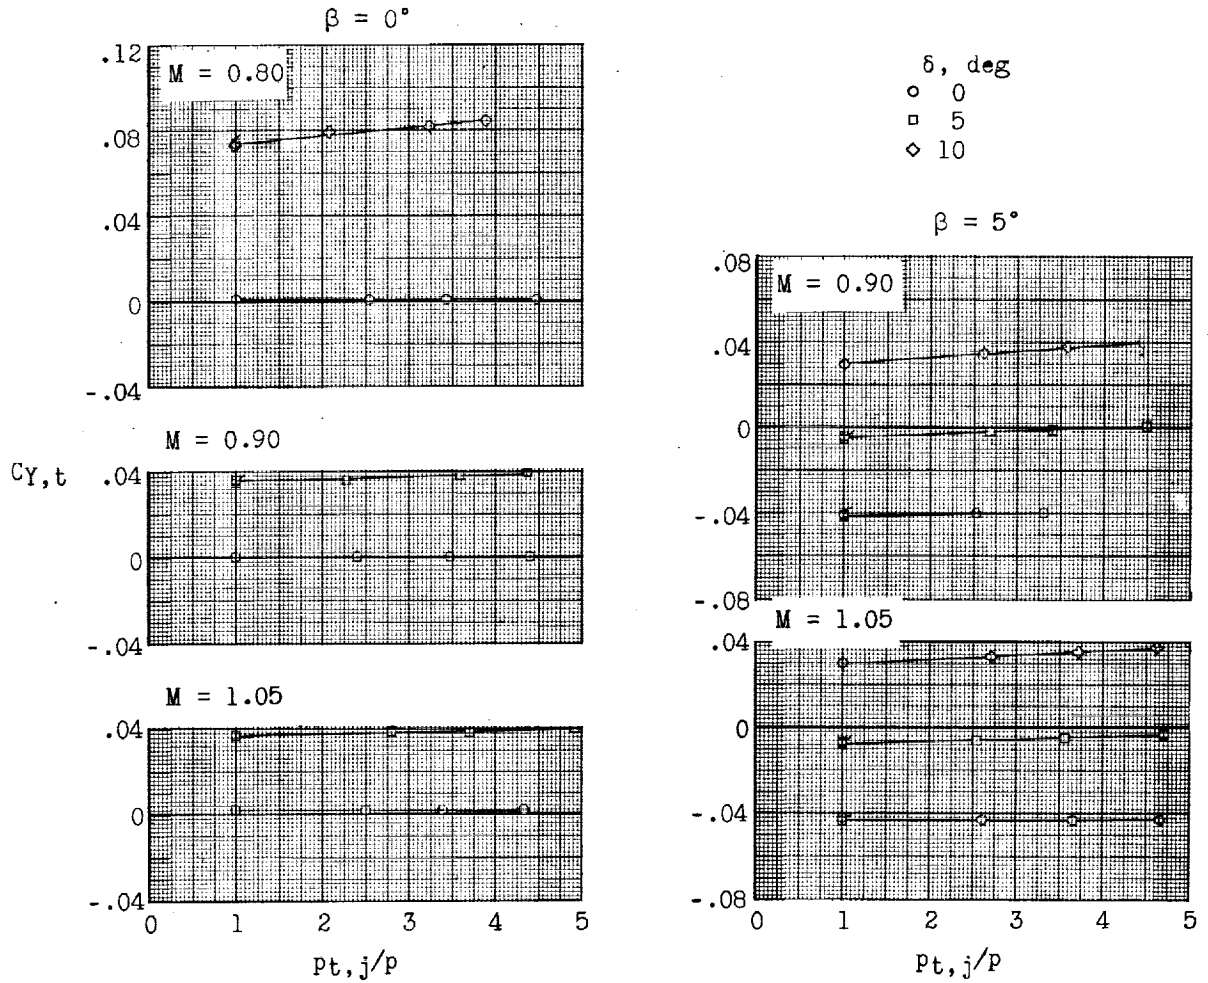 β = 0°
M = 0.80
.12
.08
.04
0
-.04
M = 0.90
.04
0
-.04
M = 1.05
.04
0
-.04
0 1 2 3 4 5
pt,j/p
CY,t
δ, deg
0
5
10
β = 5°
M = 0.90
.08
.04
0
-.04
-.08
M = 1.05
.04
0
-.04
-.08
0 1 2 3 4 5
pt,j/p